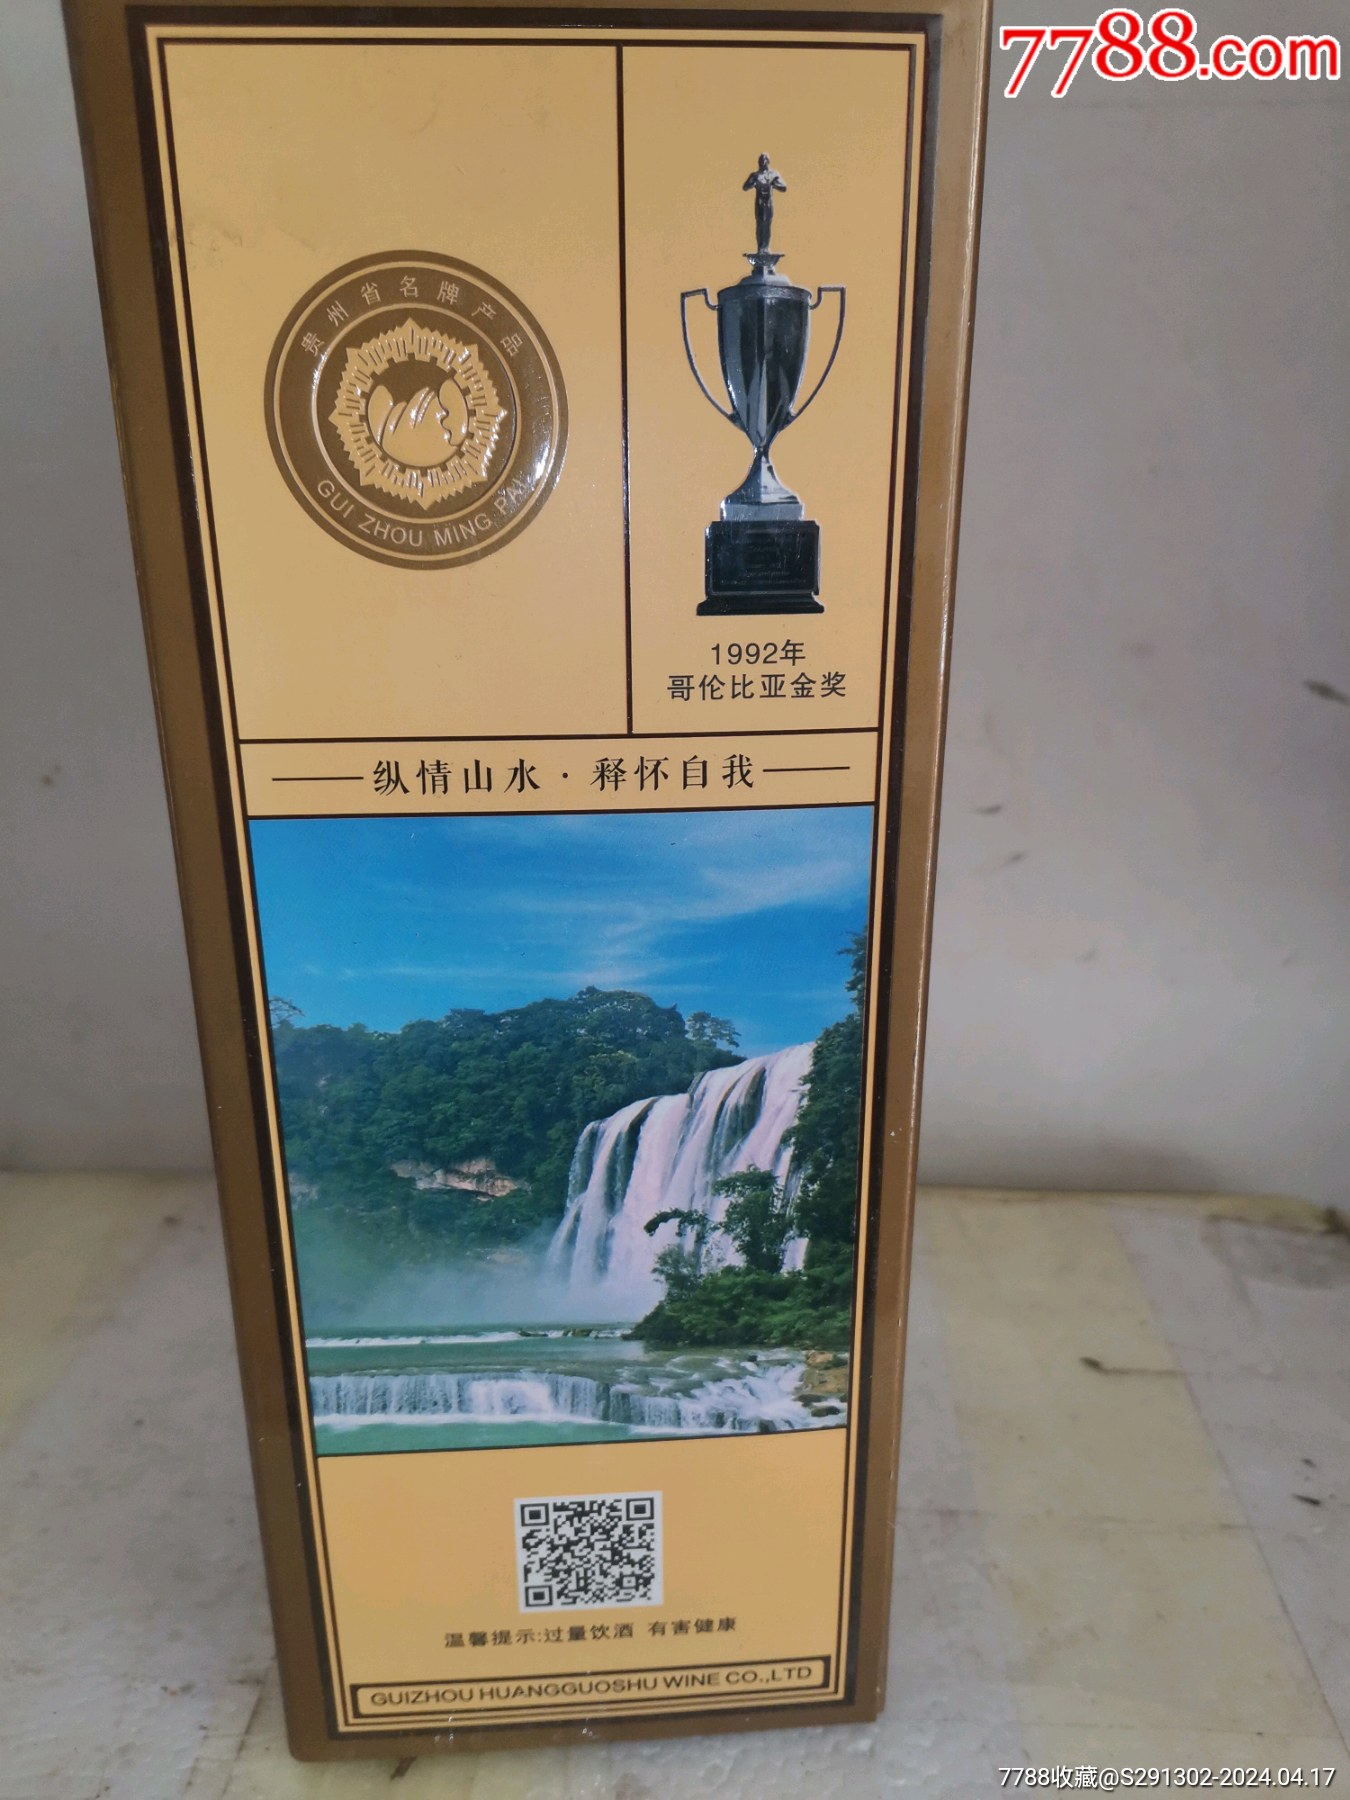 7788.com
贵州省名牌产品
GUI ZHOU MING PAI
1992年
哥伦比亚金奖
纵情山水·释怀自我
温馨提示:过量饮酒 有害健康
GUIZHOU HUANGGUOSHU WINE CO.,LTD
7788收藏@S291302-2024.04.17